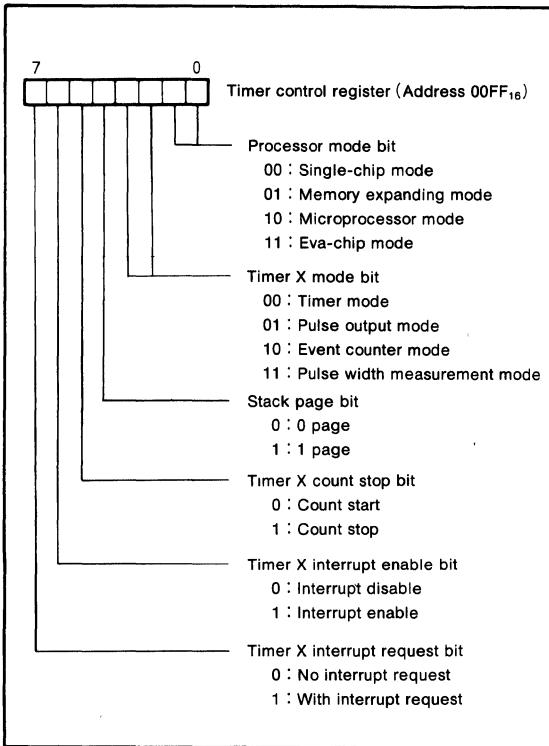 7 0
Timer control register (Address 00FF₁₆)
Processor mode bit
00 : Single-chip mode
01 : Memory expanding mode
10 : Microprocessor mode
11 : Eva-chip mode
Timer X mode bit
00 : Timer mode
01 : Pulse output mode
10 : Event counter mode
11 : Pulse width measurement mode
Stack page bit
0 : 0 page
1 : 1 page
Timer X count stop bit
0 : Count start
1 : Count stop
Timer X interrupt enable bit
0 : Interrupt disable
1 : Interrupt enable
Timer X interrupt request bit
0 : No interrupt request
1 : With interrupt request